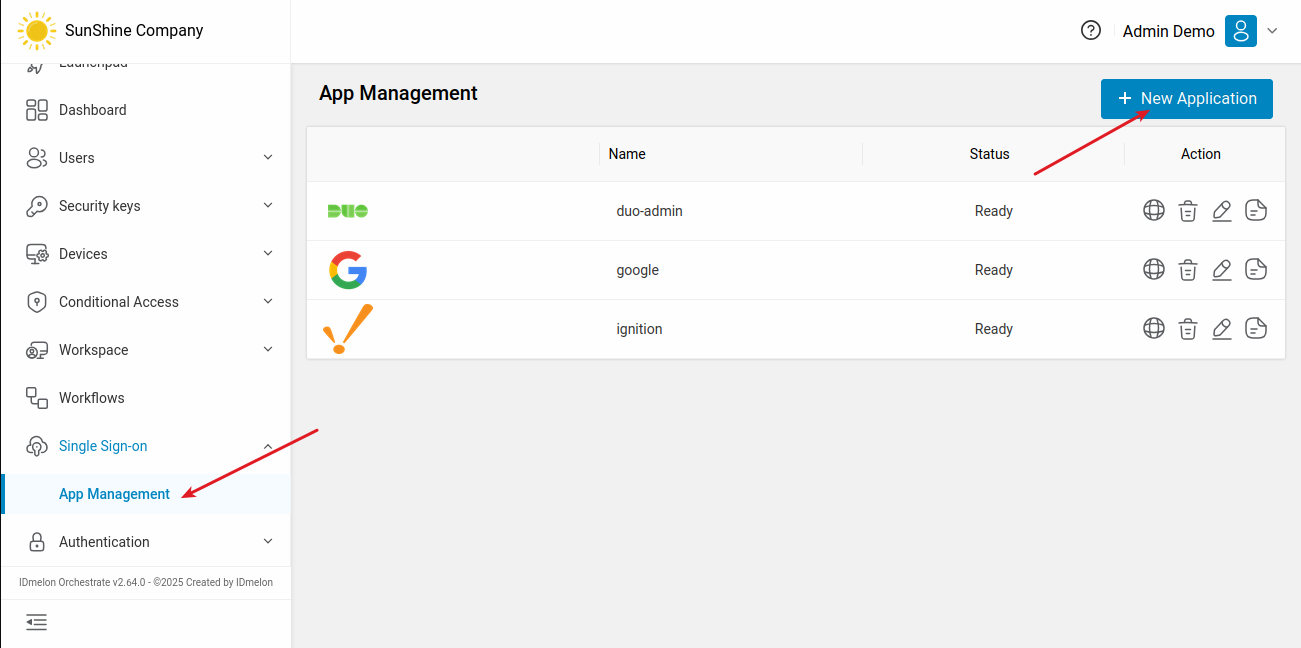 SunShine Company
Admin Demo
Launchpad
Dashboard
Users
Security keys
Devices
Conditional Access
Workspace
Workflows
Single Sign-on
App Management
Authentication
IDmelon Orchestrate v2.64.0 - ©2025 Created by IDmelon
App Management
+ New Application
Name Status Action
DUO duo-admin Ready
google Ready
ignition Ready